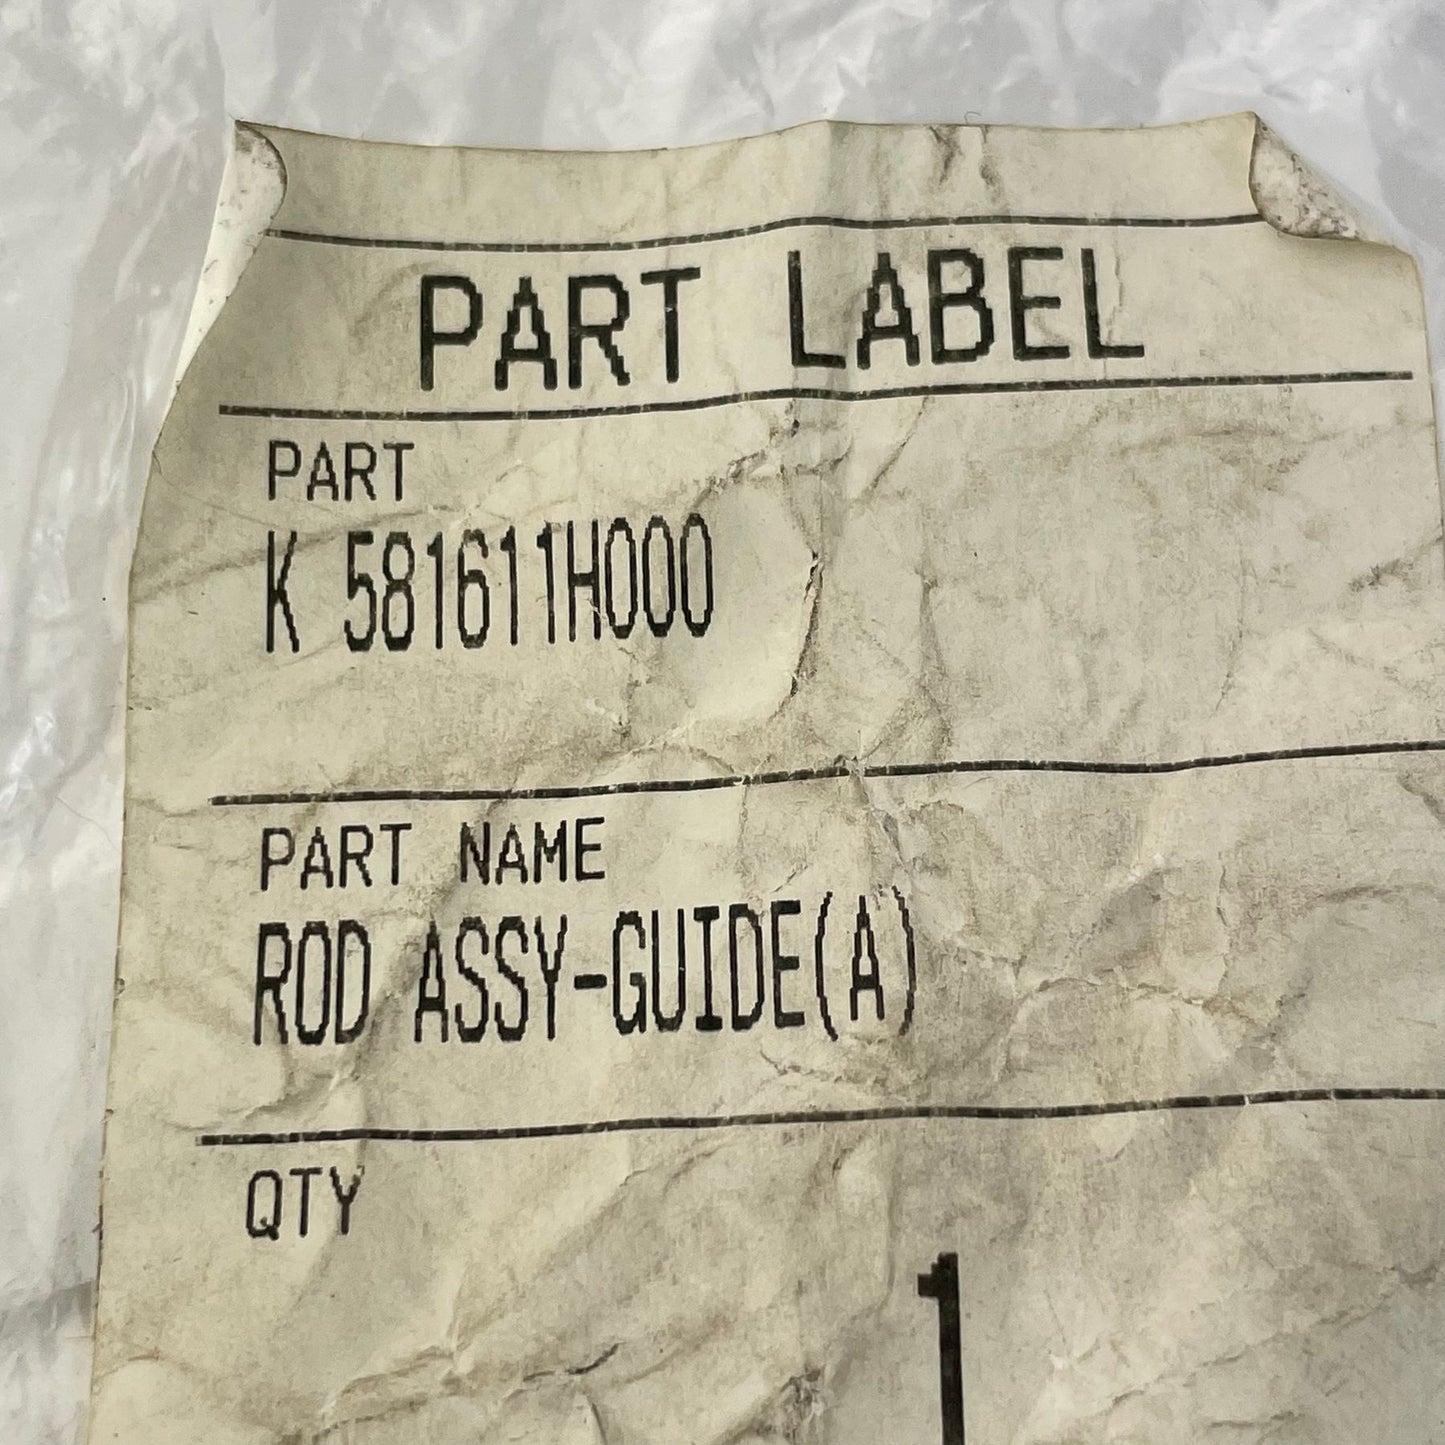 PART LABEL
PART
K 581611H000
PART NAME
ROD ASSY-GUIDE(A)
QTY
1